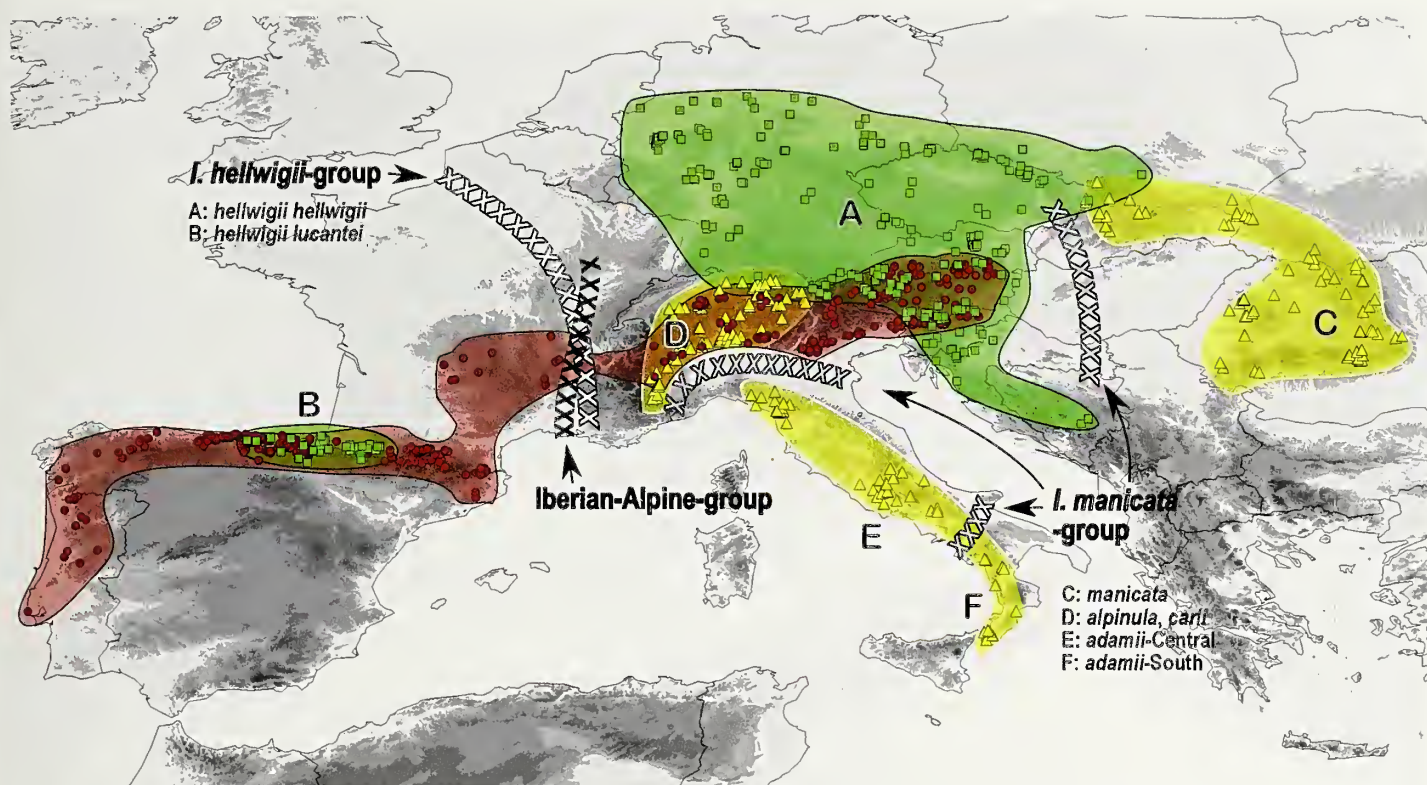 I. hellwigii-group
A: hellwigii hellwigii
B: hellwigii lucantei
A
B
C
D
E
F
Iberian-Alpine-group
I. manicata
-group
C: manicata
D: alpinula, carli
E: adamii-Central
F: adamii-South